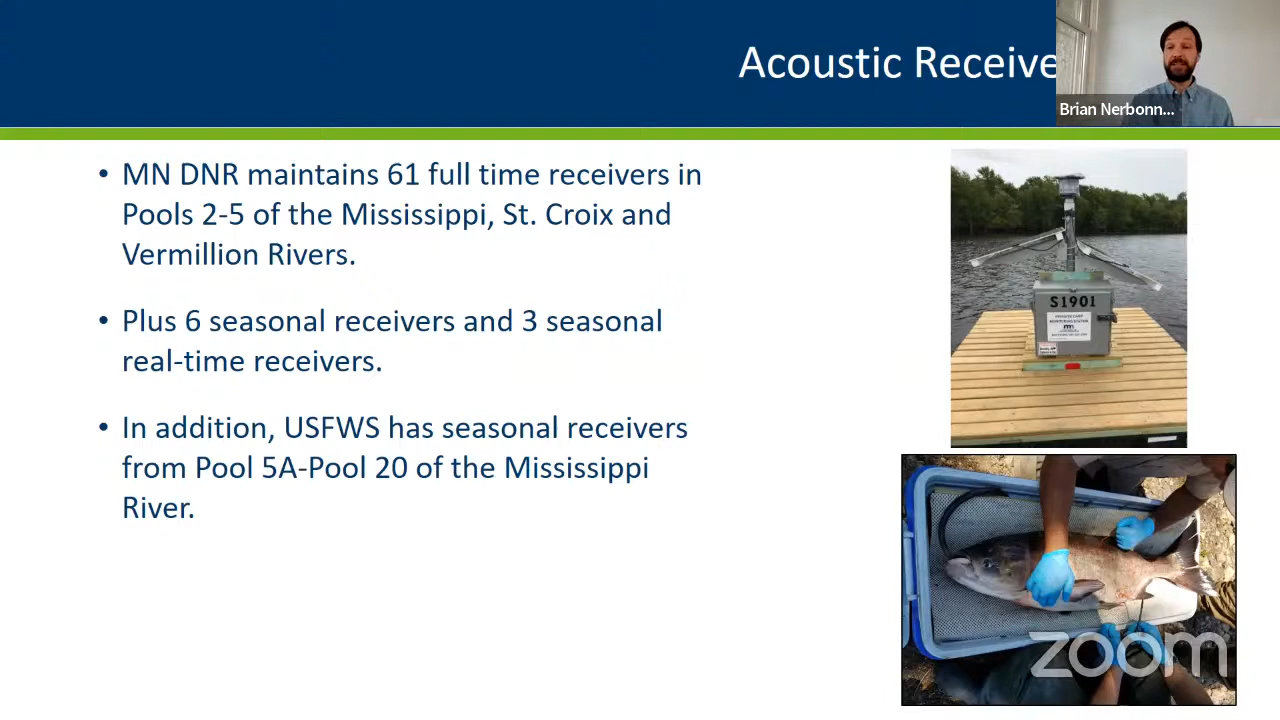 Acoustic Receive
Brian Nerbonn...
• MN DNR maintains 61 full time receivers in
Pools 2-5 of the Mississippi, St. Croix and
Vermillion Rivers.
• Plus 6 seasonal receivers and 3 seasonal
real-time receivers.
• In addition, USFWS has seasonal receivers
from Pool 5A-Pool 20 of the Mississippi
River.
S1901
zoom